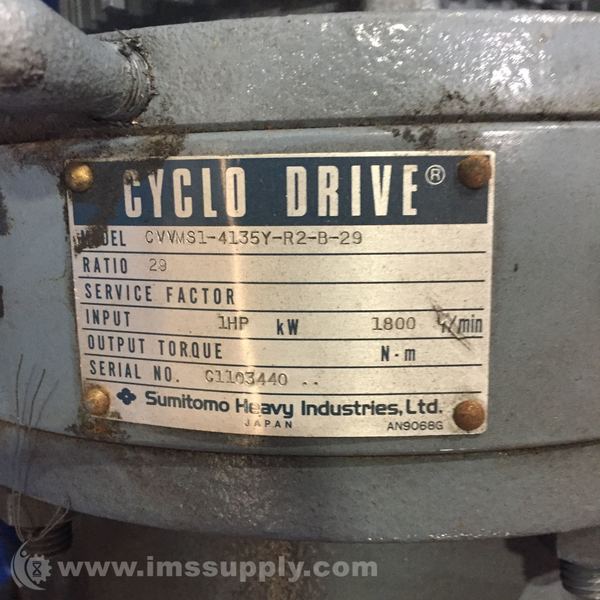 CYCLO DRIVE®
MODEL CVVMS1-4135Y-R2-B-29
RATIO 29
SERVICE FACTOR
INPUT 1HP kW 1800 r/min
OUTPUT TORQUE N·m
SERIAL NO. C1103440 ..
Sumitomo Heavy Industries, Ltd.
JAPAN AN9068G
www.imssupply.com